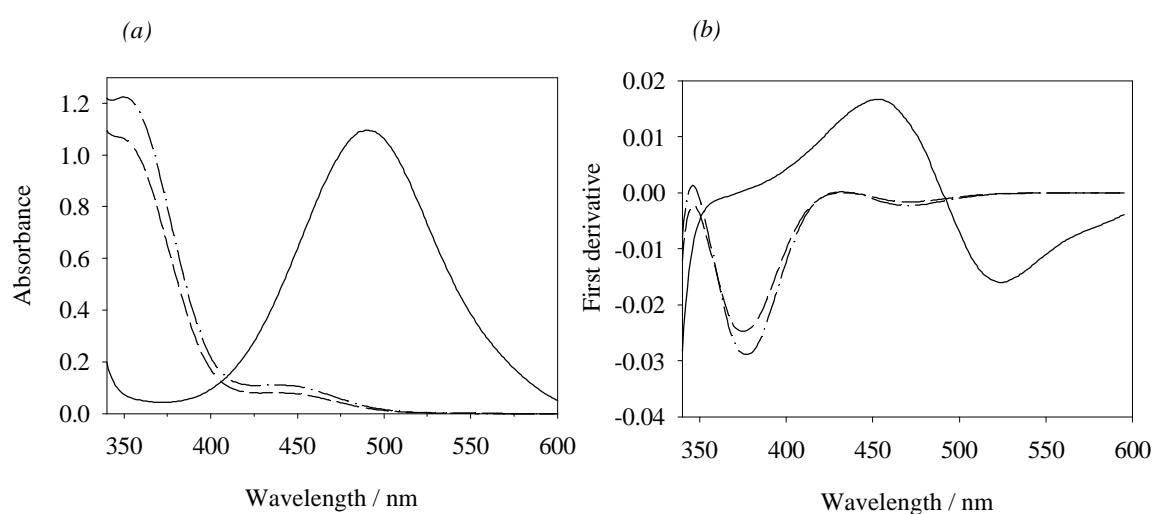 (a)
1.2
1.0
0.8
0.6
0.4
0.2
0.0
Absorbance
350 400 450 500 550 600
Wavelength / nm
(b)
0.02
0.01
0.00
-0.01
-0.02
-0.03
-0.04
First derivative
350 400 450 500 550 600
Wavelength / nm